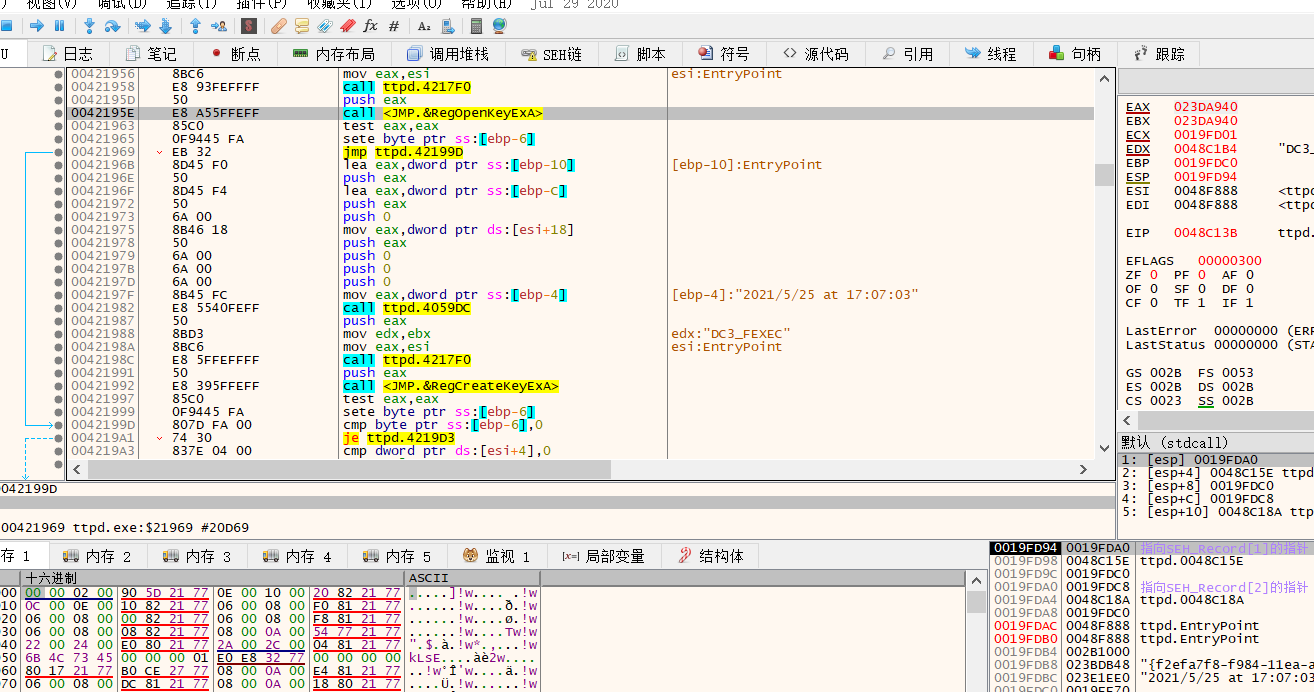 视图(V) 调试(D) 追踪(T) 插件(P) 收藏夹(I) 选项(O) 帮助(H) Jul 29 2020
U 日志 笔记 断点 内存布局 调用堆栈 SEH链 脚本 符号 源代码 引用 线程 句柄 跟踪
00421956 8BC6 mov eax,esi esi:EntryPoint
00421958 E8 93FEFFFF call ttpd.4217F0
0042195D 50 push eax
0042195E E8 A55FFEFF call <JMP.&RegOpenKeyExA>
00421963 85C0 test eax,eax
00421965 0F9445 FA sete byte ptr ss:[ebp-6]
00421969 EB 32 jmp ttpd.42199D
0042196B 8D45 F0 lea eax,dword ptr ss:[ebp-10] [ebp-10]:EntryPoint
0042196E 50 push eax
0042196F 8D45 F4 lea eax,dword ptr ss:[ebp-C]
00421972 50 push eax
00421973 6A 00 push 0
00421975 8B46 18 mov eax,dword ptr ds:[esi+18]
00421978 50 push eax
00421979 6A 00 push 0
0042197B 6A 00 push 0
0042197D 6A 00 push 0
0042197F 8B45 FC mov eax,dword ptr ss:[ebp-4] [ebp-4]:"2021/5/25 at 17:07:03"
00421982 E8 5540FEFF call ttpd.4059DC
00421987 50 push eax
00421988 8BD3 mov edx,ebx edx:"DC3_FEXEC"
0042198A 8BC6 mov eax,esi esi:EntryPoint
0042198C E8 5FFEFFFF call ttpd.4217F0
00421991 50 push eax
00421992 E8 395FFEFF call <JMP.&RegCreateKeyExA>
00421997 85C0 test eax,eax
00421999 0F9445 FA sete byte ptr ss:[ebp-6]
0042199D 807D FA 00 cmp byte ptr ss:[ebp-6],0
004219A1 74 30 je ttpd.4219D3
004219A3 837E 04 00 cmp dword ptr ds:[esi+4],0
EAX 023DA940
EBX 023DA940
ECX 0019FD01
EDX 0048C1B4 "DC3_
EBP 0019FDC0
ESP 0019FD94
ESI 0048F888 <ttpd
EDI 0048F888 <ttpd
EIP 0048C13B ttpd.
EFLAGS 00000300
ZF 0 PF 0 AF 0
OF 0 SF 0 DF 0
CF 0 TF 1 IF 1
LastError 00000000 (ERR
LastStatus 00000000 (STA
GS 002B FS 0053
ES 002B DS 002B
CS 0023 SS 002B
默认 (stdcall)
1: [esp] 0019FDA0
2: [esp+4] 0048C15E ttpd
3: [esp+8] 0019FDC0
4: [esp+C] 0019FDC8
5: [esp+10] 0048C18A ttp
042199D
00421969 ttpd.exe:$21969 #20D69
存 1 内存 2 内存 3 内存 4 内存 5 监视 1 局部变量 结构体
十六进制 ASCII
00 00 00 02 00 90 5D 21 77 0E 00 10 00 20 82 21 77 .....]!w.... .!w
10 0C 00 0E 00 10 82 21 77 06 00 08 00 F0 81 21 77 .......!w....ð.!w
20 06 00 08 00 00 82 21 77 06 00 08 00 F8 81 21 77 .......!w....ø.!w
30 06 00 08 00 08 82 21 77 08 00 0A 00 54 77 21 77 .......!w....Tw!w
40 22 00 24 00 E0 80 21 77 2A 00 2C 00 04 81 21 77 ".$.à.!w*.,...!w
50 6B 4C 73 45 00 00 00 01 E0 E8 32 77 00 00 00 00 kLsE....àè2w....
60 80 17 21 77 B0 CE 27 77 08 00 0A 00 E4 81 21 77 ..!w°Î'w....ä.!w
70 06 00 08 00 DC 81 21 77 08 00 0A 00 18 80 21 77 ....Ü.!w......!w
0019FD94 0019FDA0 指向SEH_Record[1]的指针
0019FD98 0048C15E ttpd.0048C15E
0019FD9C 0019FDC0
0019FDA0 0019FDC8 指向SEH_Record[2]的指针
0019FDA4 0048C18A ttpd.0048C18A
0019FDA8 0019FDC0
0019FDAC 0048F888 ttpd.EntryPoint
0019FDB0 0048F888 ttpd.EntryPoint
0019FDB4 002B1000
0019FDB8 023BDB48 "{f2efa7f8-f984-11ea-a
0019FDBC 023E1EE0 "2021/5/25 at 17:07:03